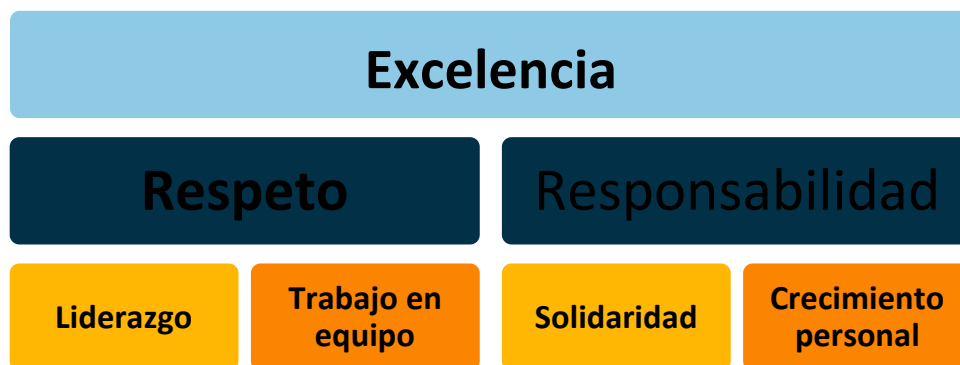 Excelencia
Respeto
Responsabilidad
Liderazgo
Trabajo en
equipo
Solidaridad
Crecimiento
personal